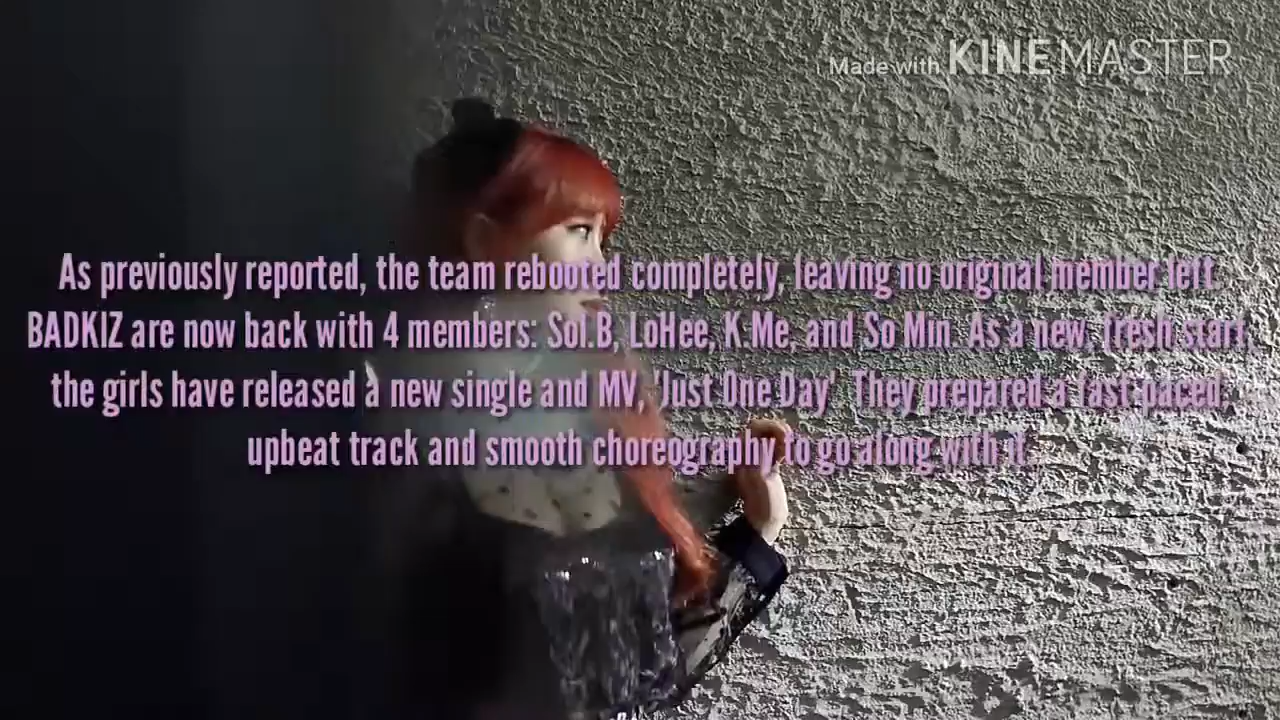 Made with KINEMASTER
As previously reported, the team rebooted completely, leaving no original member left.
BADKIZ are now back with 4 members: Sol.B, LoHee, K.Me, and So Min. As a new, fresh start,
the girls have released a new single and MV, 'Just One Day'. They prepared a fast-paced,
upbeat track and smooth choreography to go along with it.